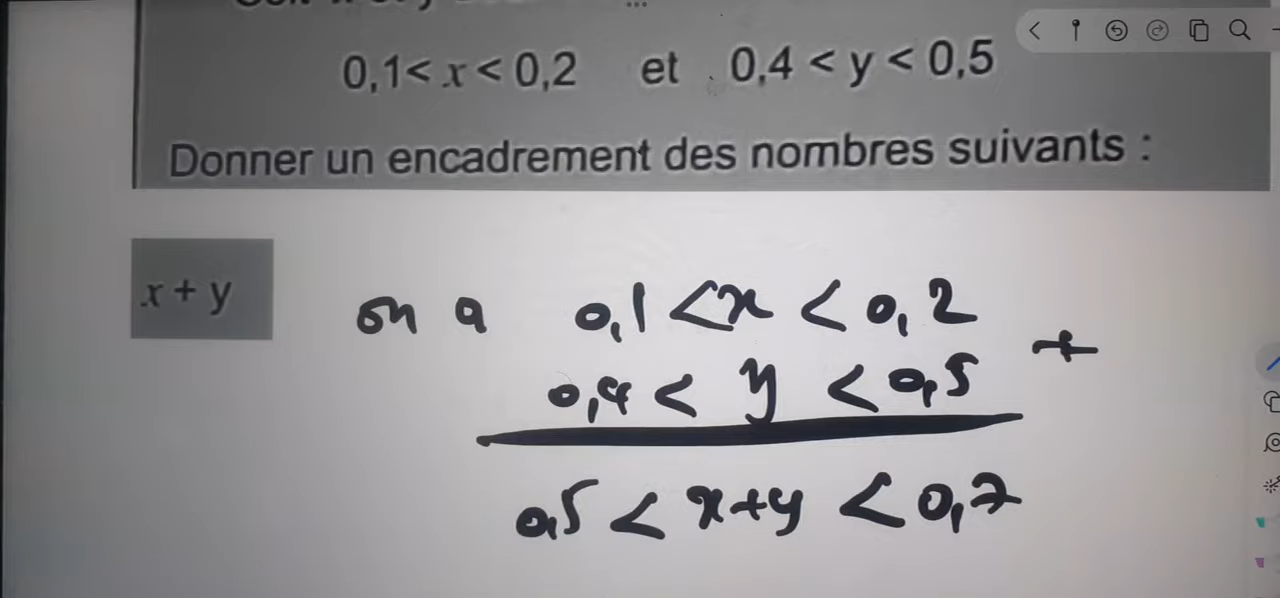 0,1< x < 0,2 et 0,4 < y < 0,5
Donner un encadrement des nombres suivants :
x + y
on a 0,1 < x < 0,2
0,4 < y < 0,5 +
0,5 < x+y < 0,7